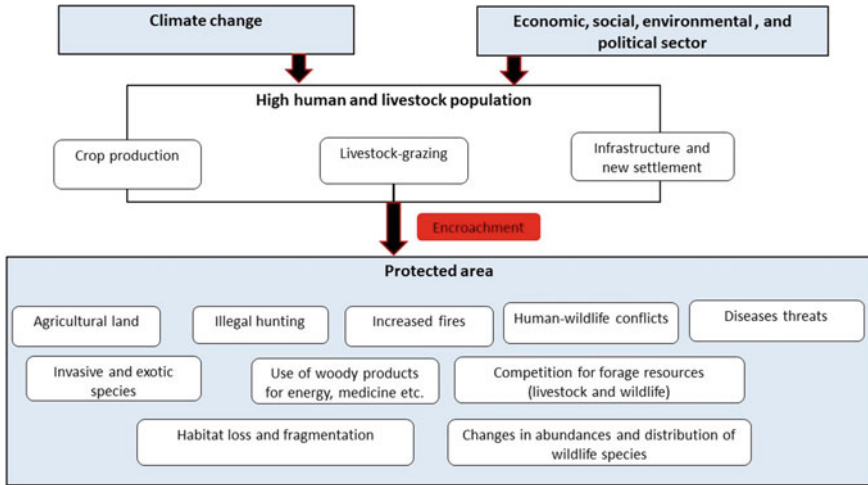 Climate change
Economic, social, environmental , and
political sector
High human and livestock population
Crop production
Livestock-grazing
Infrastructure and
new settlement
Encroachment
Protected area
Agricultural land
Illegal hunting
Increased fires
Human-wildlife conflicts
Diseases threats
Invasive and exotic
species
Use of woody products
for energy, medicine etc.
Competition for forage resources
(livestock and wildlife)
Habitat loss and fragmentation
Changes in abundances and distribution of
wildlife species